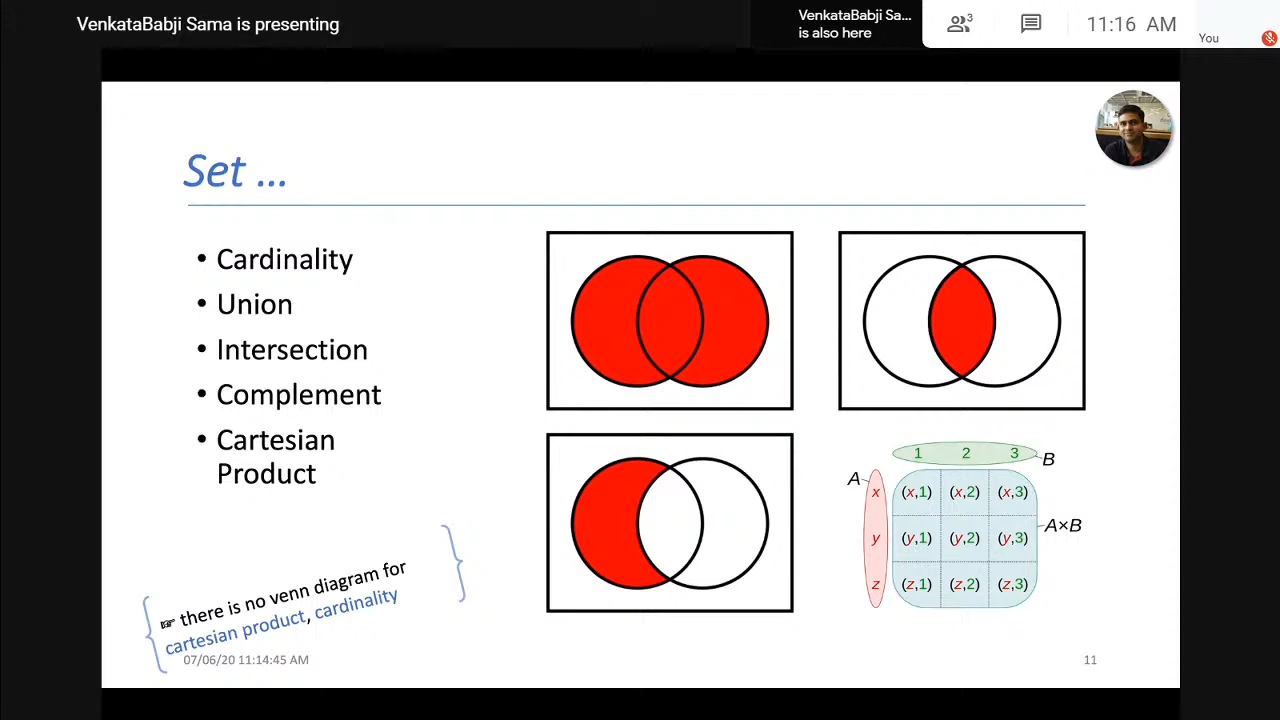 VenkataBabji Sama is presenting
VenkataBabji Sa...
is also here
3
11:16 AM
You
Set ...
• Cardinality
• Union
• Intersection
• Complement
• Cartesian
Product
1 2 3
B
A
x (x,1) (x,2) (x,3)
A×B
y (y,1) (y,2) (y,3)
z (z,1) (z,2) (z,3)
☞ there is no venn diagram for
cartesian product, cardinality
07/06/20 11:14:45 AM
11